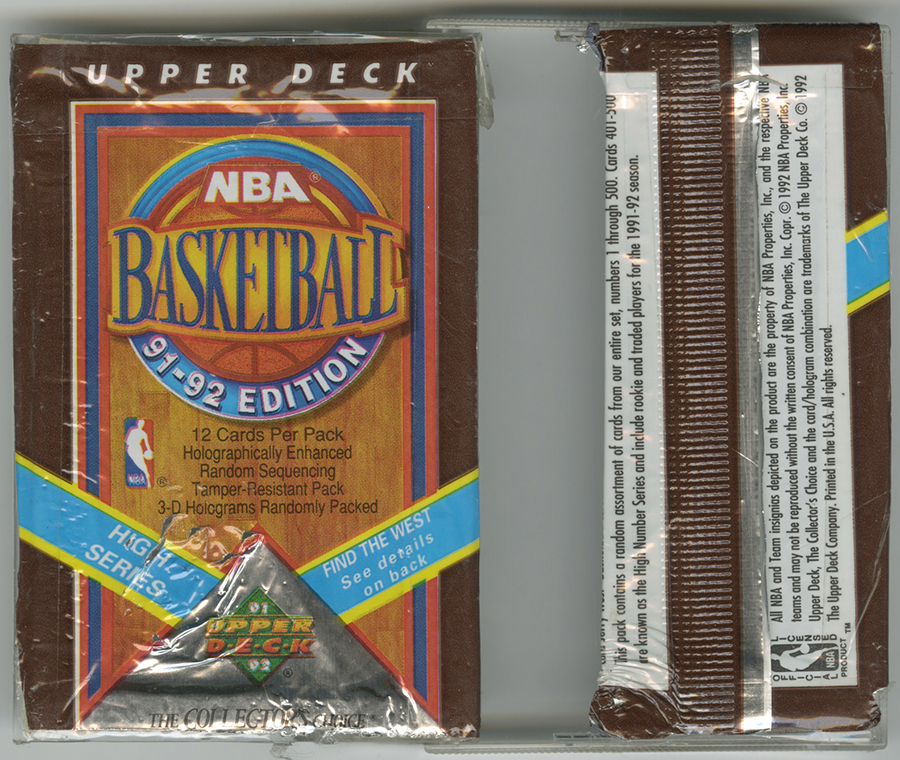 UPPER DECK
NBA®
BASKETBALL
91-92 EDITION
12 Cards Per Pack
Holographically Enhanced
Random Sequencing
Tamper-Resistant Pack
3-D Holograms Randomly Packed
NBA ®
HIGH #
SERIES
FIND THE WEST
See details
on back
91
UPPER
D·E·C·K
92
®
THE COLLECTOR'S CHOICE
This pack contains a random assortment of cards from our entire set, numbers 1 through 500. Cards 401-500
are known as the High Number Series and include rookie and traded players for the 1991-92 season.
All NBA and Team insignias depicted on the product are the property of NBA Properties, Inc., and the respective NBA
teams and may not be reproduced without the written consent of NBA Properties, Inc. Copr. © 1992 NBA Properties, Inc.
Upper Deck, The Collector's Choice and the card/hologram combination are trademarks of The Upper Deck Co. © 1992
The Upper Deck Company. Printed in the U.S.A. All rights reserved.
OFFICIAL
LICENSED
NBA
PRODUCT
TM